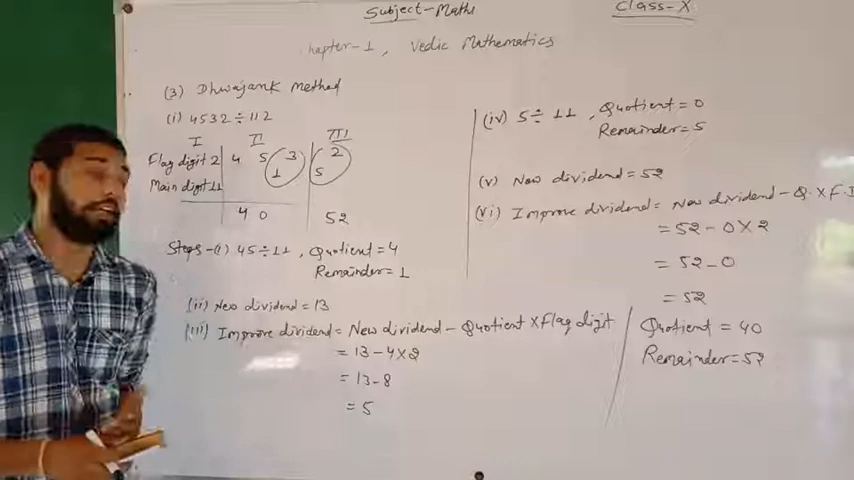 Subject-Maths Class-X
hapter-1, Vedic Mathematics
(3) Dhwajank Method
(i) 4532÷112
I II III
Flag digit 2 4 5 3 2
Main digit 11 1 5
4 0 52
Steps-(i) 45÷11, Quotient=4
Remainder=1
(ii) New dividend=13
(iii) Improve dividend= New dividend-Quotient×Flag digit
=13-4×2
=13-8
=5
(iv) 5÷11, Quotient=0
Remainder=5
(v) New dividend=52
(vi) Improve dividend= New dividend-Q.×F.D
=52-0×2
=52-0
=52
Quotient=40
Remainder=52